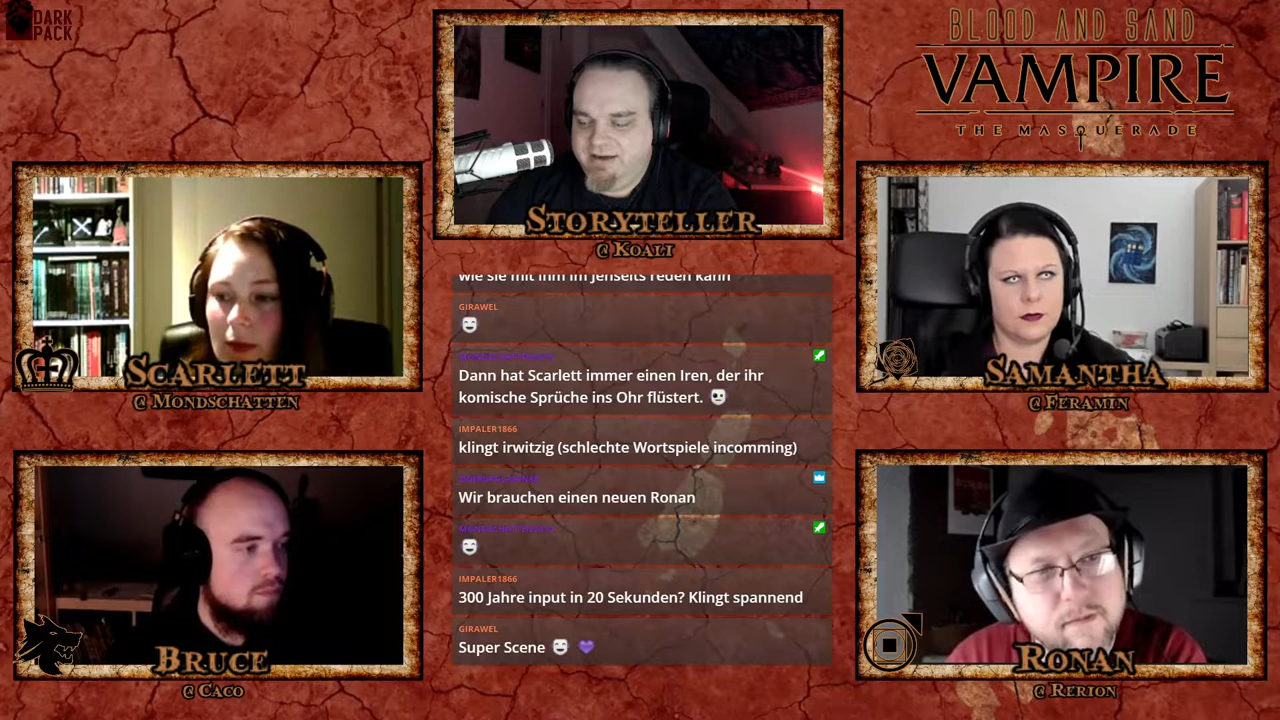 DARK
PACK
BLOOD AND SAND
VAMPIRE
THE MASQUERADE
STORYTELLER
@ KOALI
SCARLETT
@ MONDSCHATTEN
SAMANTHA
@ FERAMIN
wie sie mit ihm im Jenseits reden kann
GIRAWEL
Dann hat Scarlett immer einen Iren, der ihr
komische Sprüche ins Ohr flüstert.
IMPALER1866
klingt irwitzig (schlechte Wortspiele incomming)
Wir brauchen einen neuen Ronan
IMPALER1866
300 Jahre input in 20 Sekunden? Klingt spannend
GIRAWEL
Super Scene
BRUCE
@ CACO
RONAN
@ RERION